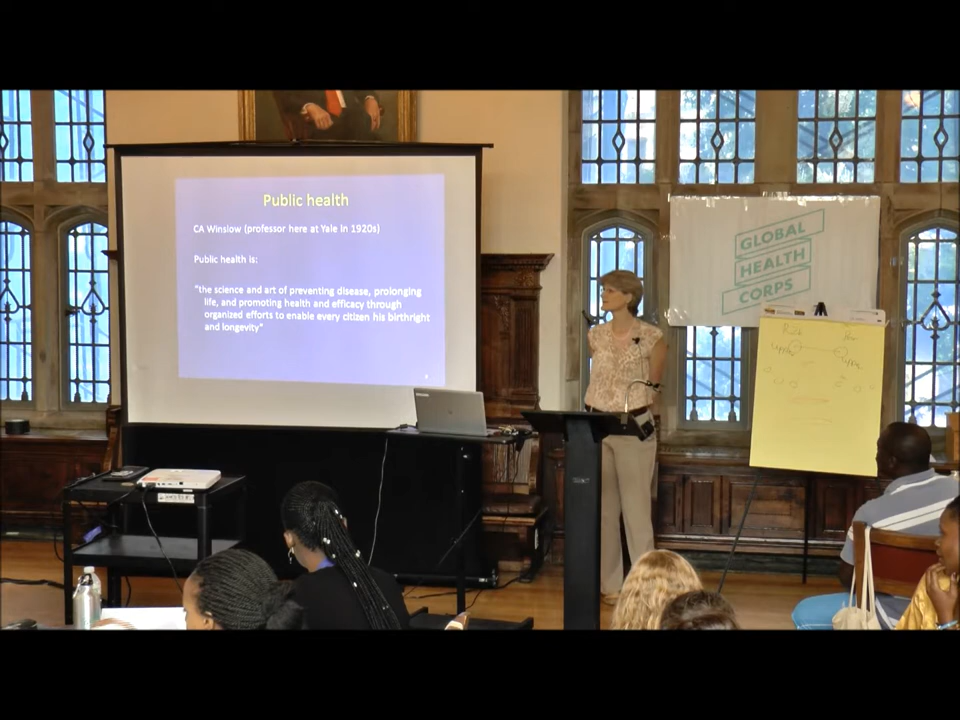 Public health
CA Winslow (professor here at Yale in 1920s)
Public health is:
"the science and art of preventing disease, prolonging
life, and promoting health and efficacy through
organized efforts to enable every citizen his birthright
and longevity"
GLOBAL
HEALTH
CORPS